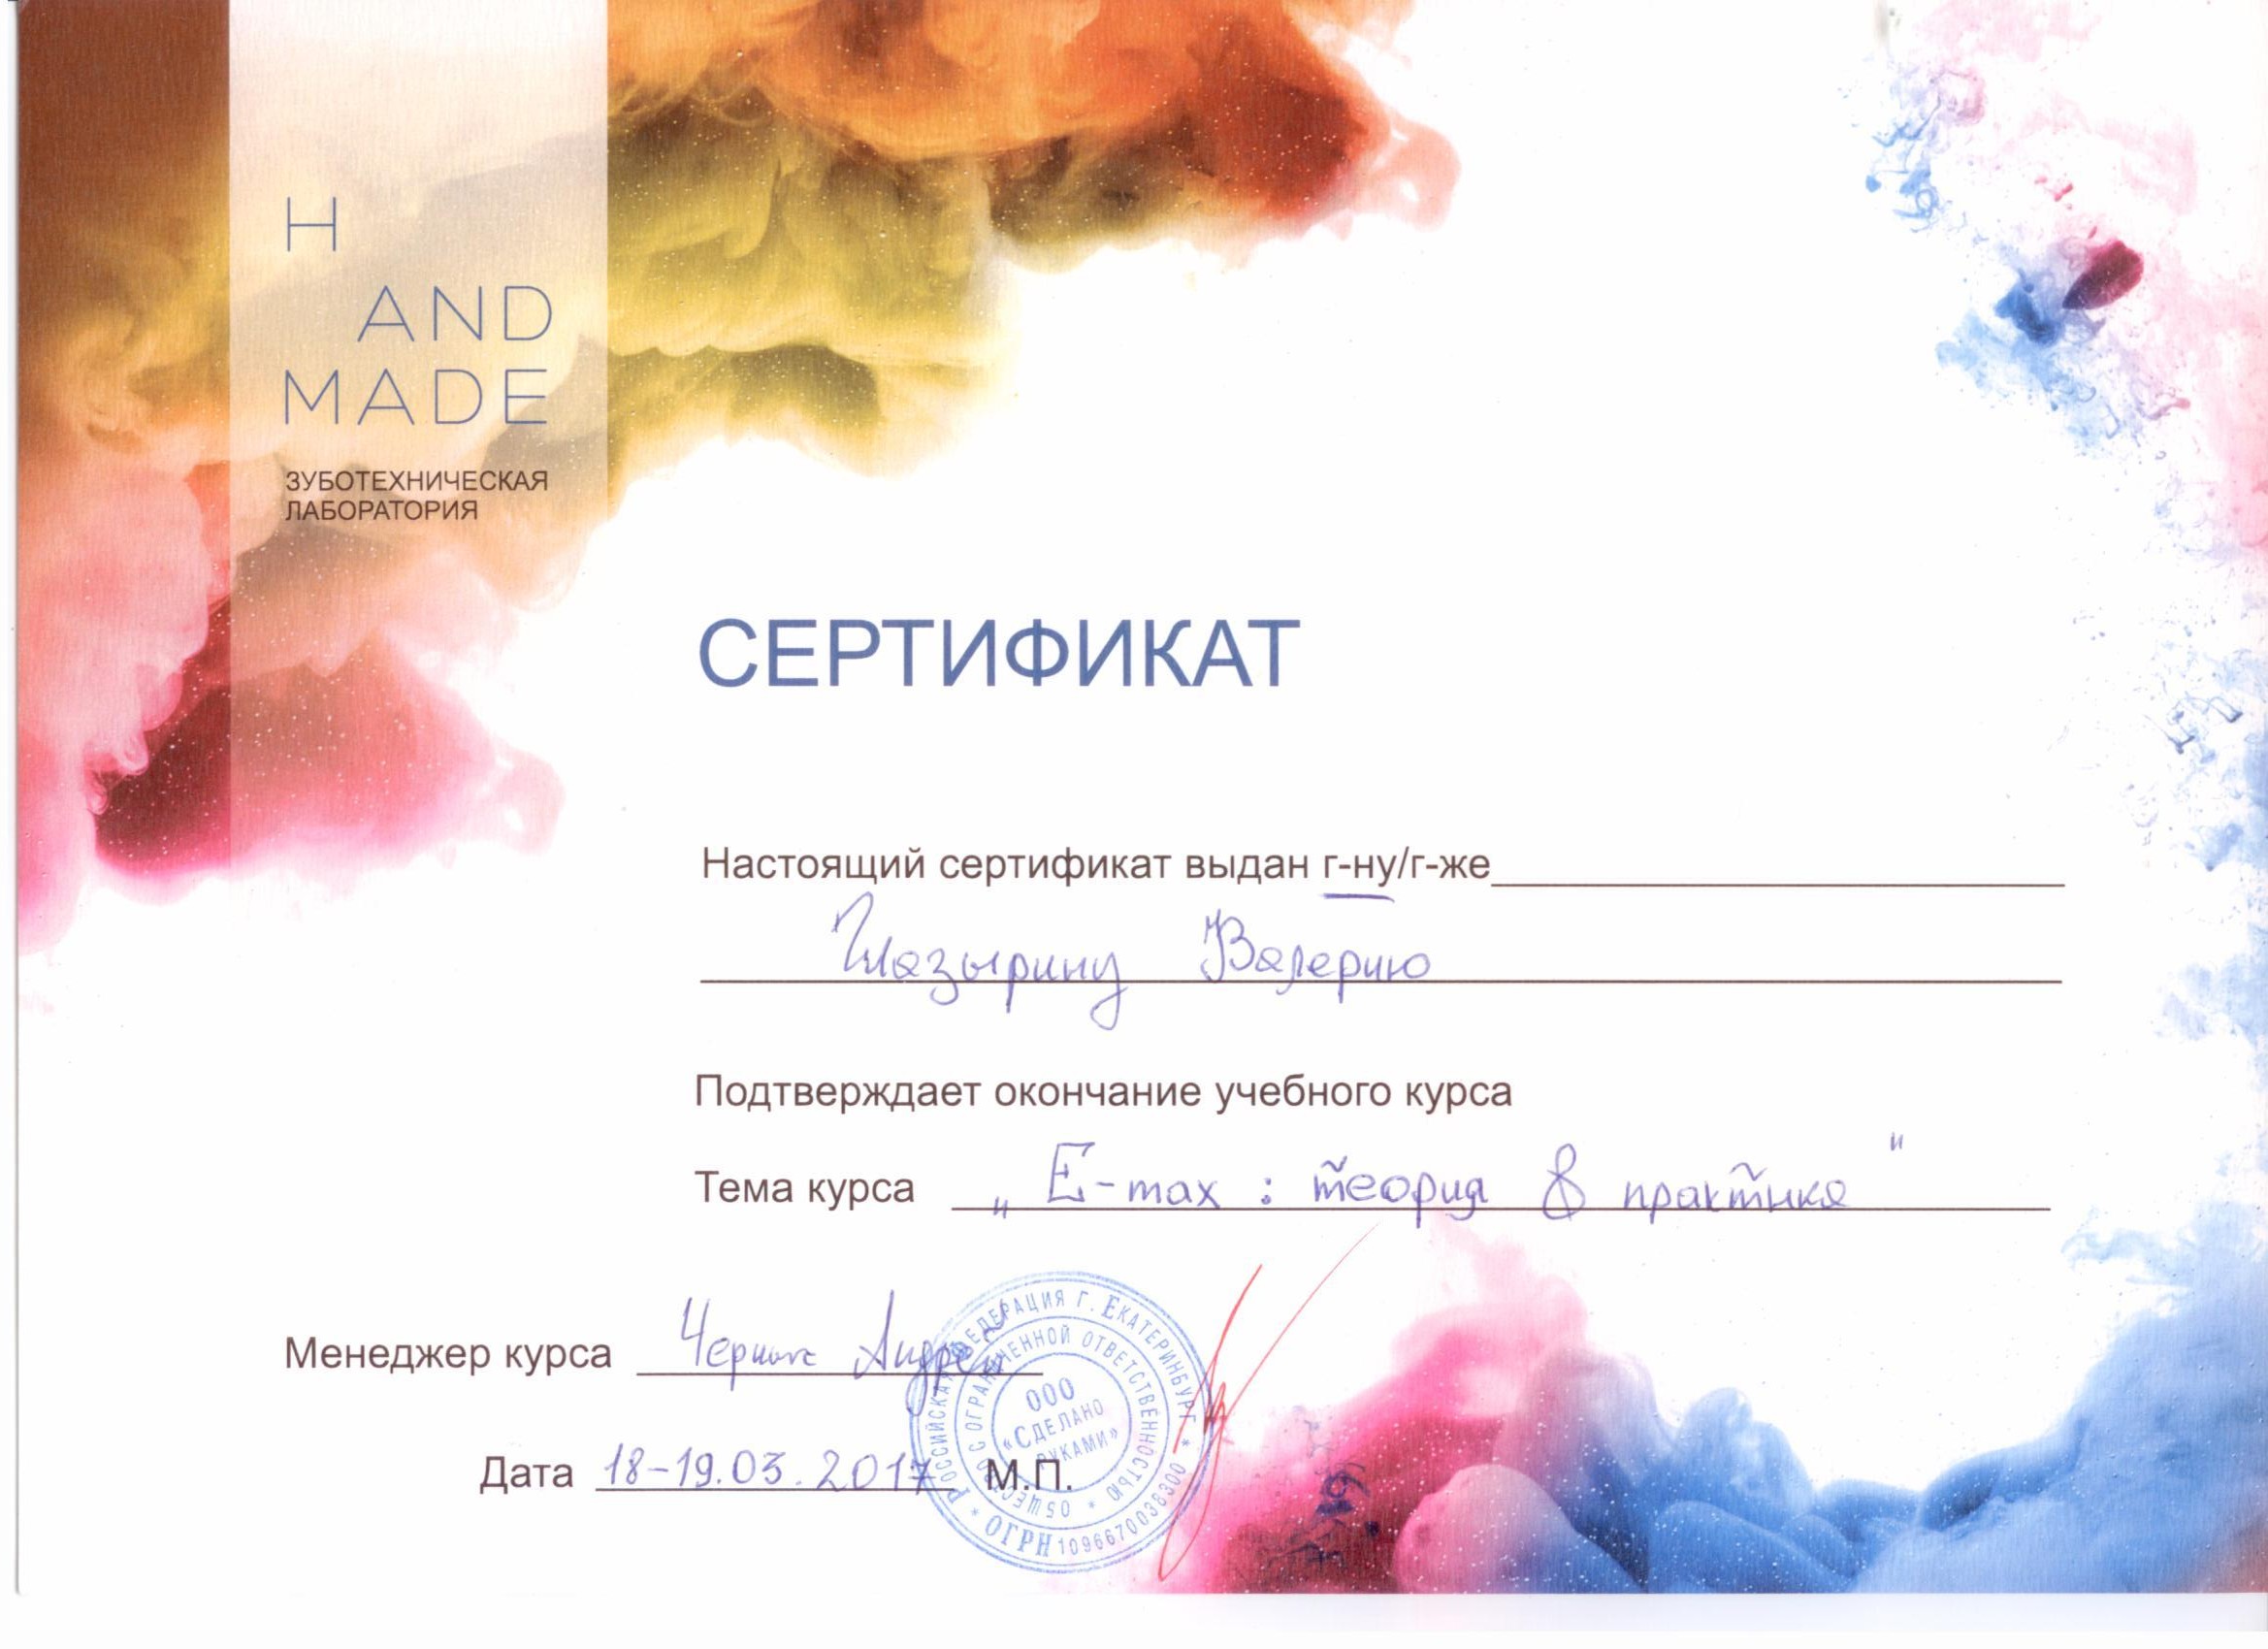 H
AND
MADE
ЗУБОТЕХНИЧЕСКАЯ
ЛАБОРАТОРИЯ
СЕРТИФИКАТ
Настоящий сертификат выдан г-ну/г-же
Валерию
Подтверждает окончание учебного курса
Тема курса „E-max : теория & практика"
Менеджер курса Черных Андрей
Дата 18-19.03.2017 М.П.
РОССИЙСКАЯ ФЕДЕРАЦИЯ Г. ЕКАТЕРИНБУРГ * ОГРН 1096670038300 *
ОБЩЕСТВО С ОГРАНИЧЕННОЙ ОТВЕТСТВЕННОСТЬЮ *
ООО
«СДЕЛАНО
РУКАМИ»